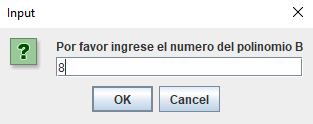 Input
Por favor ingrese el numero del polinomio B
8
OK
Cancel